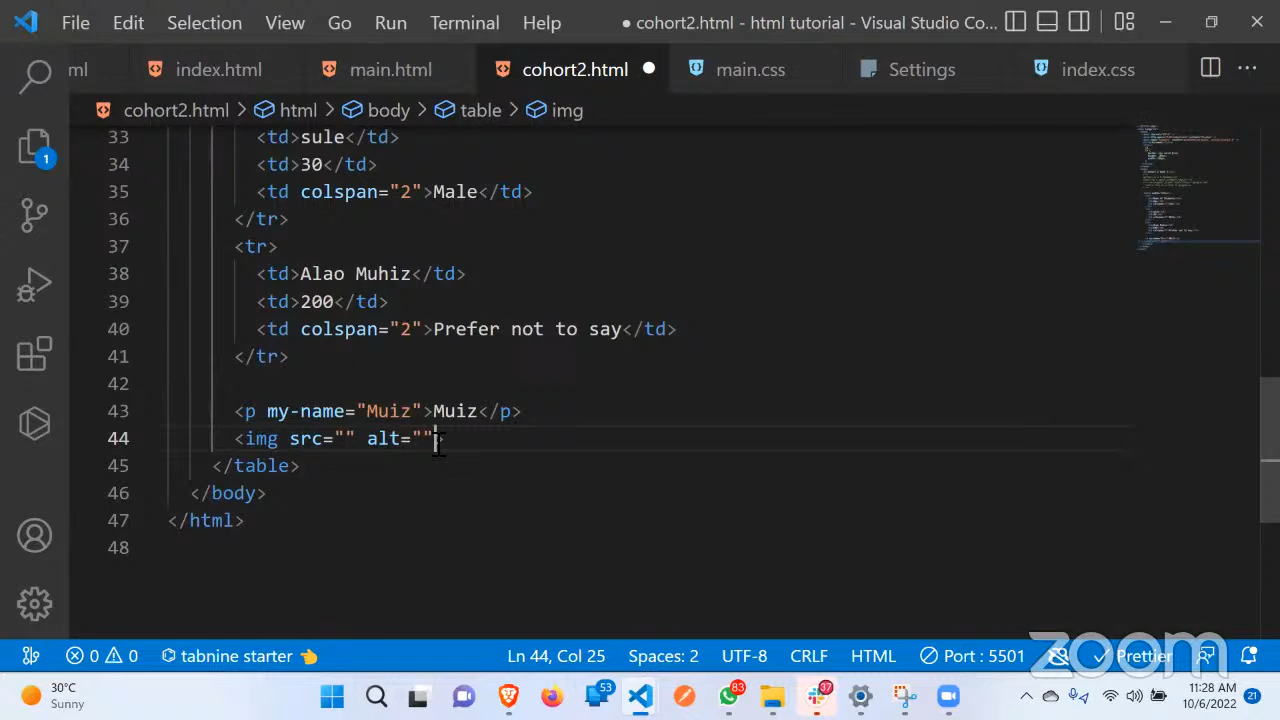 File Edit Selection View Go Run Terminal Help ● cohort2.html - html tutorial - Visual Studio Co...
ml index.html main.html cohort2.html main.css Settings index.css
cohort2.html > html > body > table > img
33 <td>sule</td>
34 <td>30</td>
35 <td colspan="2">Male</td>
36 </tr>
37 <tr>
38 <td>Alao Muhiz</td>
39 <td>200</td>
40 <td colspan="2">Prefer not to say</td>
41 </tr>
42
43 <p my-name="Muiz">Muiz</p>
44 <img src="" alt="">
45 </table>
46 </body>
47 </html>
48
1
zoom
0 0 tabnine starter Ln 44, Col 25 Spaces: 2 UTF-8 CRLF HTML Port : 5501 Prettier
30°C
Sunny
53 83 37
11:28 AM
10/6/2022
21